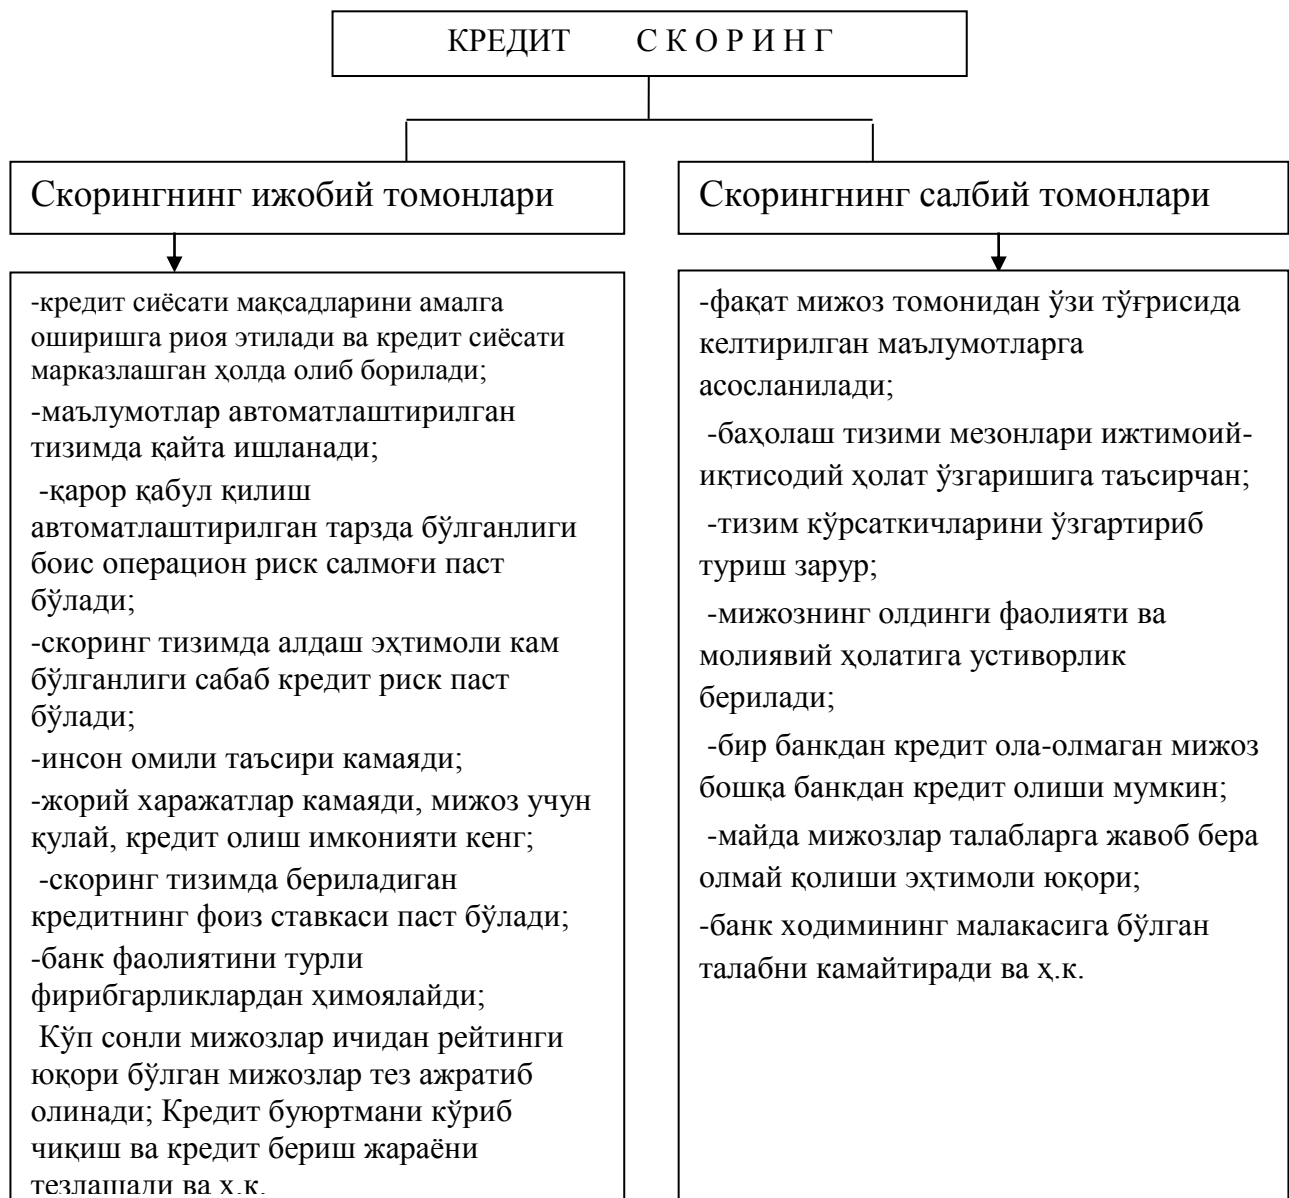 КРЕДИТ С К О Р И Н Г
Скорингнинг ижобий томонлари
-кредит сиёсати мақсадларини амалга
оширишга риоя этилади ва кредит сиёсати
марказлашган ҳолда олиб борилади;
-маълумотлар автоматлаштирилган
тизимда қайта ишланади;
-қарор қабул қилиш
автоматлаштирилган тарзда бўлганлиги
боис операцион риск салмоғи паст
бўлади;
-скоринг тизимда алдаш эҳтимоли кам
бўлганлиги сабаб кредит риск паст
бўлади;
-инсон омили таъсири камаяди;
-жорий харажатлар камаяди, мижоз учун
қулай, кредит олиш имконияти кенг;
-скоринг тизимда бериладиган
кредитнинг фоиз ставкаси паст бўлади;
-банк фаолиятини турли
фирибгарликлардан ҳимоялайди;
Кўп сонли мижозлар ичидан рейтинги
юқори бўлган мижозлар тез ажратиб
олинади; Кредит буюртмани кўриб
чиқиш ва кредит бериш жараёни
тезлашади ва ҳ.к.
Скорингнинг салбий томонлари
-фақат мижоз томонидан ўзи тўғрисида
келтирилган маълумотларга
асосланилади;
-баҳолаш тизими мезонлари ижтимоий-
иқтисодий ҳолат ўзгаришига таъсирчан;
-тизим кўрсаткичларини ўзгартириб
туриш зарур;
-мижознинг олдинги фаолияти ва
молиявий ҳолатига устиворлик
берилади;
-бир банкдан кредит ола-олмаган мижоз
бошқа банкдан кредит олиши мумкин;
-майда мижозлар талабларга жавоб бера
олмай қолиши эҳтимоли юқори;
-банк ходимининг малакасига бўлган
талабни камайтиради ва ҳ.к.